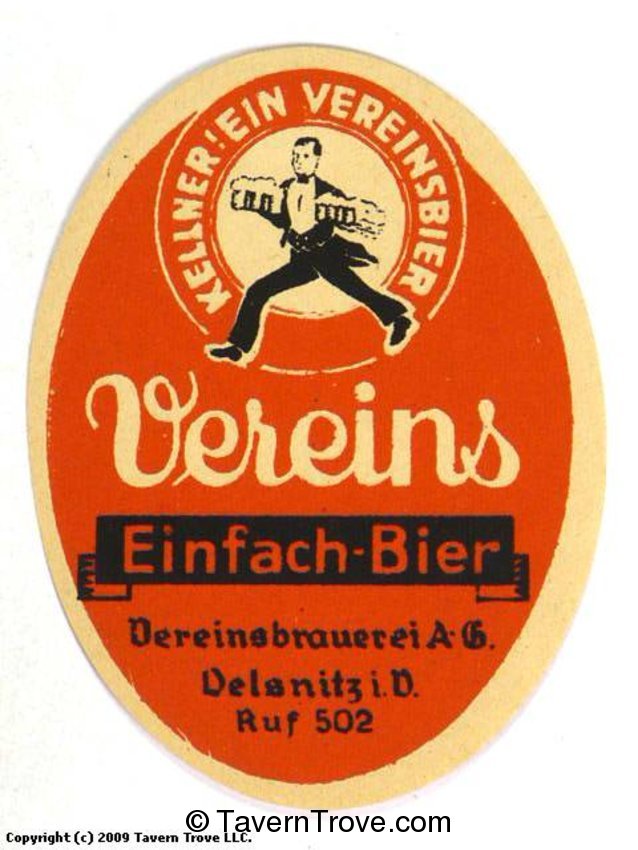 KELLNER! EIN VEREINSBIER
Vereins
Einfach-Bier
Vereinsbrauerei A-G.
Oelsnitz i. V.
Ruf 502
© TavernTrove.com
Copyright (c) 2009 Tavern Trove LLC.